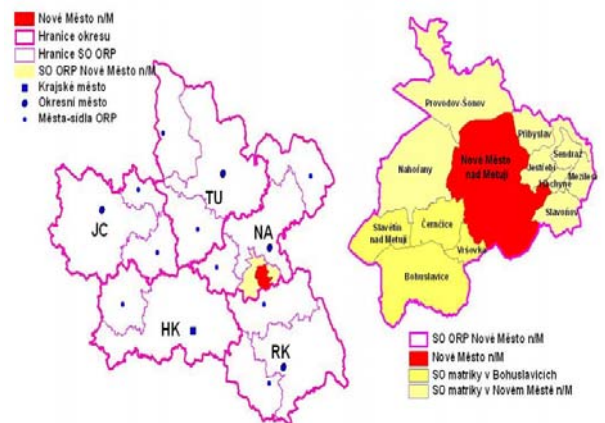 Nové Město n/M
Hranice okresu
Hranice SO ORP
SO ORP Nové Město n/M
Krajské město
Okresní město
Města-sídla ORP
TU
JC
NA
HK
RK
Provodov-Šonov
Přibyslav
Nahořany
Nové Město
nad Metují
Sendraž
Jestřebí
Mezilesí
Slavoňov
Slavětín
nad Metují
Černčice
Vršovka
Bohuslavice
SO ORP Nové Město n/M
Nové Město n/M
SO matriky v Bohuslavicích
SO matriky v Novém Městě n/M